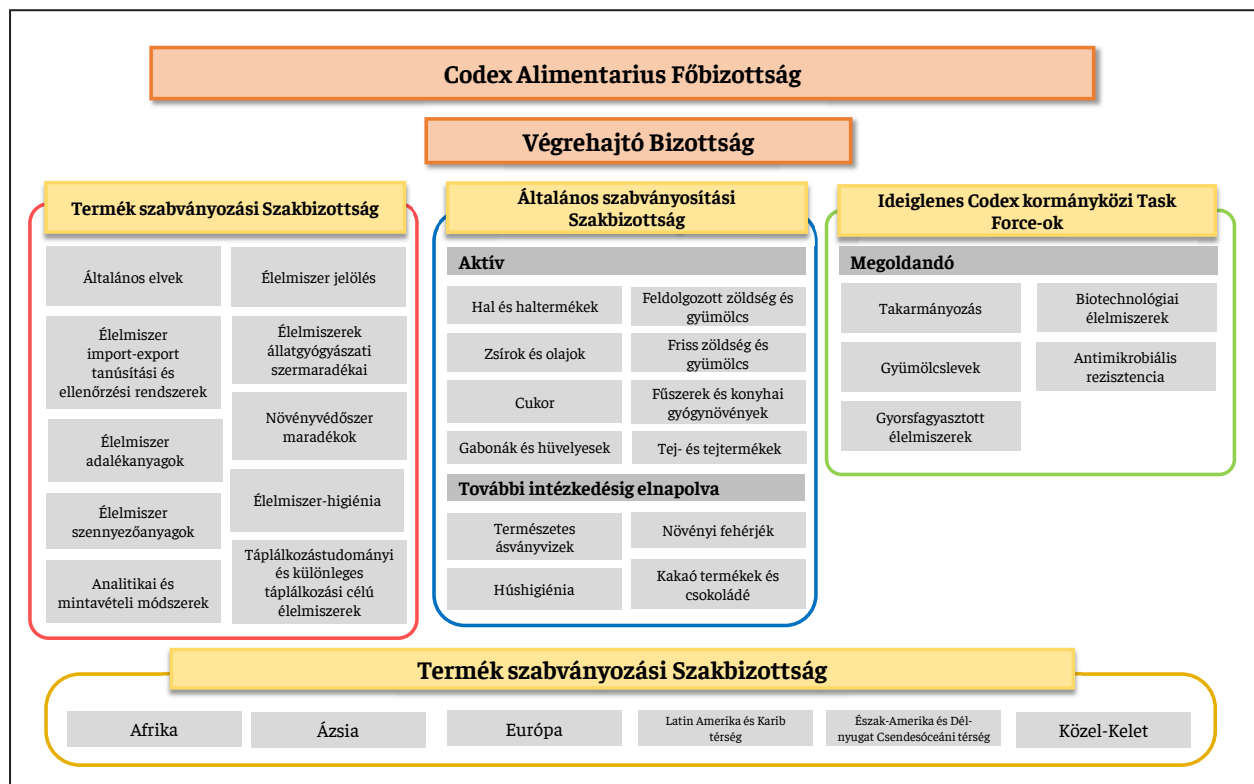 Codex Alimentarius Főbizottság
Végrehajtó Bizottság
Termék szabványozási Szakbizottság
Általános elvek
Élelmiszer jelölés
Élelmiszer
import-export
tanúsítási és
ellenőrzési rendszerek
Élelmiszerek
állatgyógyászati
szermaradékai
Élelmiszer
adalékanyagok
Növényvédőszer
maradékok
Élelmiszer
szennyezőanyagok
Élelmiszer-higiénia
Analitikai és
mintavételi módszerek
Táplálkozástudományi
és különleges
táplálkozási célú
élelmiszerek
Általános szabványosítási
Szakbizottság
Aktív
Hal és haltermékek
Feldolgozott zöldség és
gyümölcs
Zsírok és olajok
Friss zöldség és
gyümölcs
Cukor
Fűszerek és konyhai
gyógynövények
Gabonák és hüvelyesek
Tej- és tejtermékek
További intézkedésig elnapolva
Természetes
ásványvizek
Növényi fehérjék
Húshigiénia
Kakaó termékek és
csokoládé
Ideiglenes Codex kormányközi Task
Force-ok
Megoldandó
Takarmányozás
Biotechnológiai
élelmiszerek
Gyümölcslevek
Antimikrobiális
rezisztencia
Gyorsfagyasztott
élelmiszerek
Termék szabványozási Szakbizottság
Afrika
Ázsia
Európa
Latin Amerika és Karib
térség
Észak-Amerika és Dél-
nyugat Csendesóceáni térség
Közel-Kelet